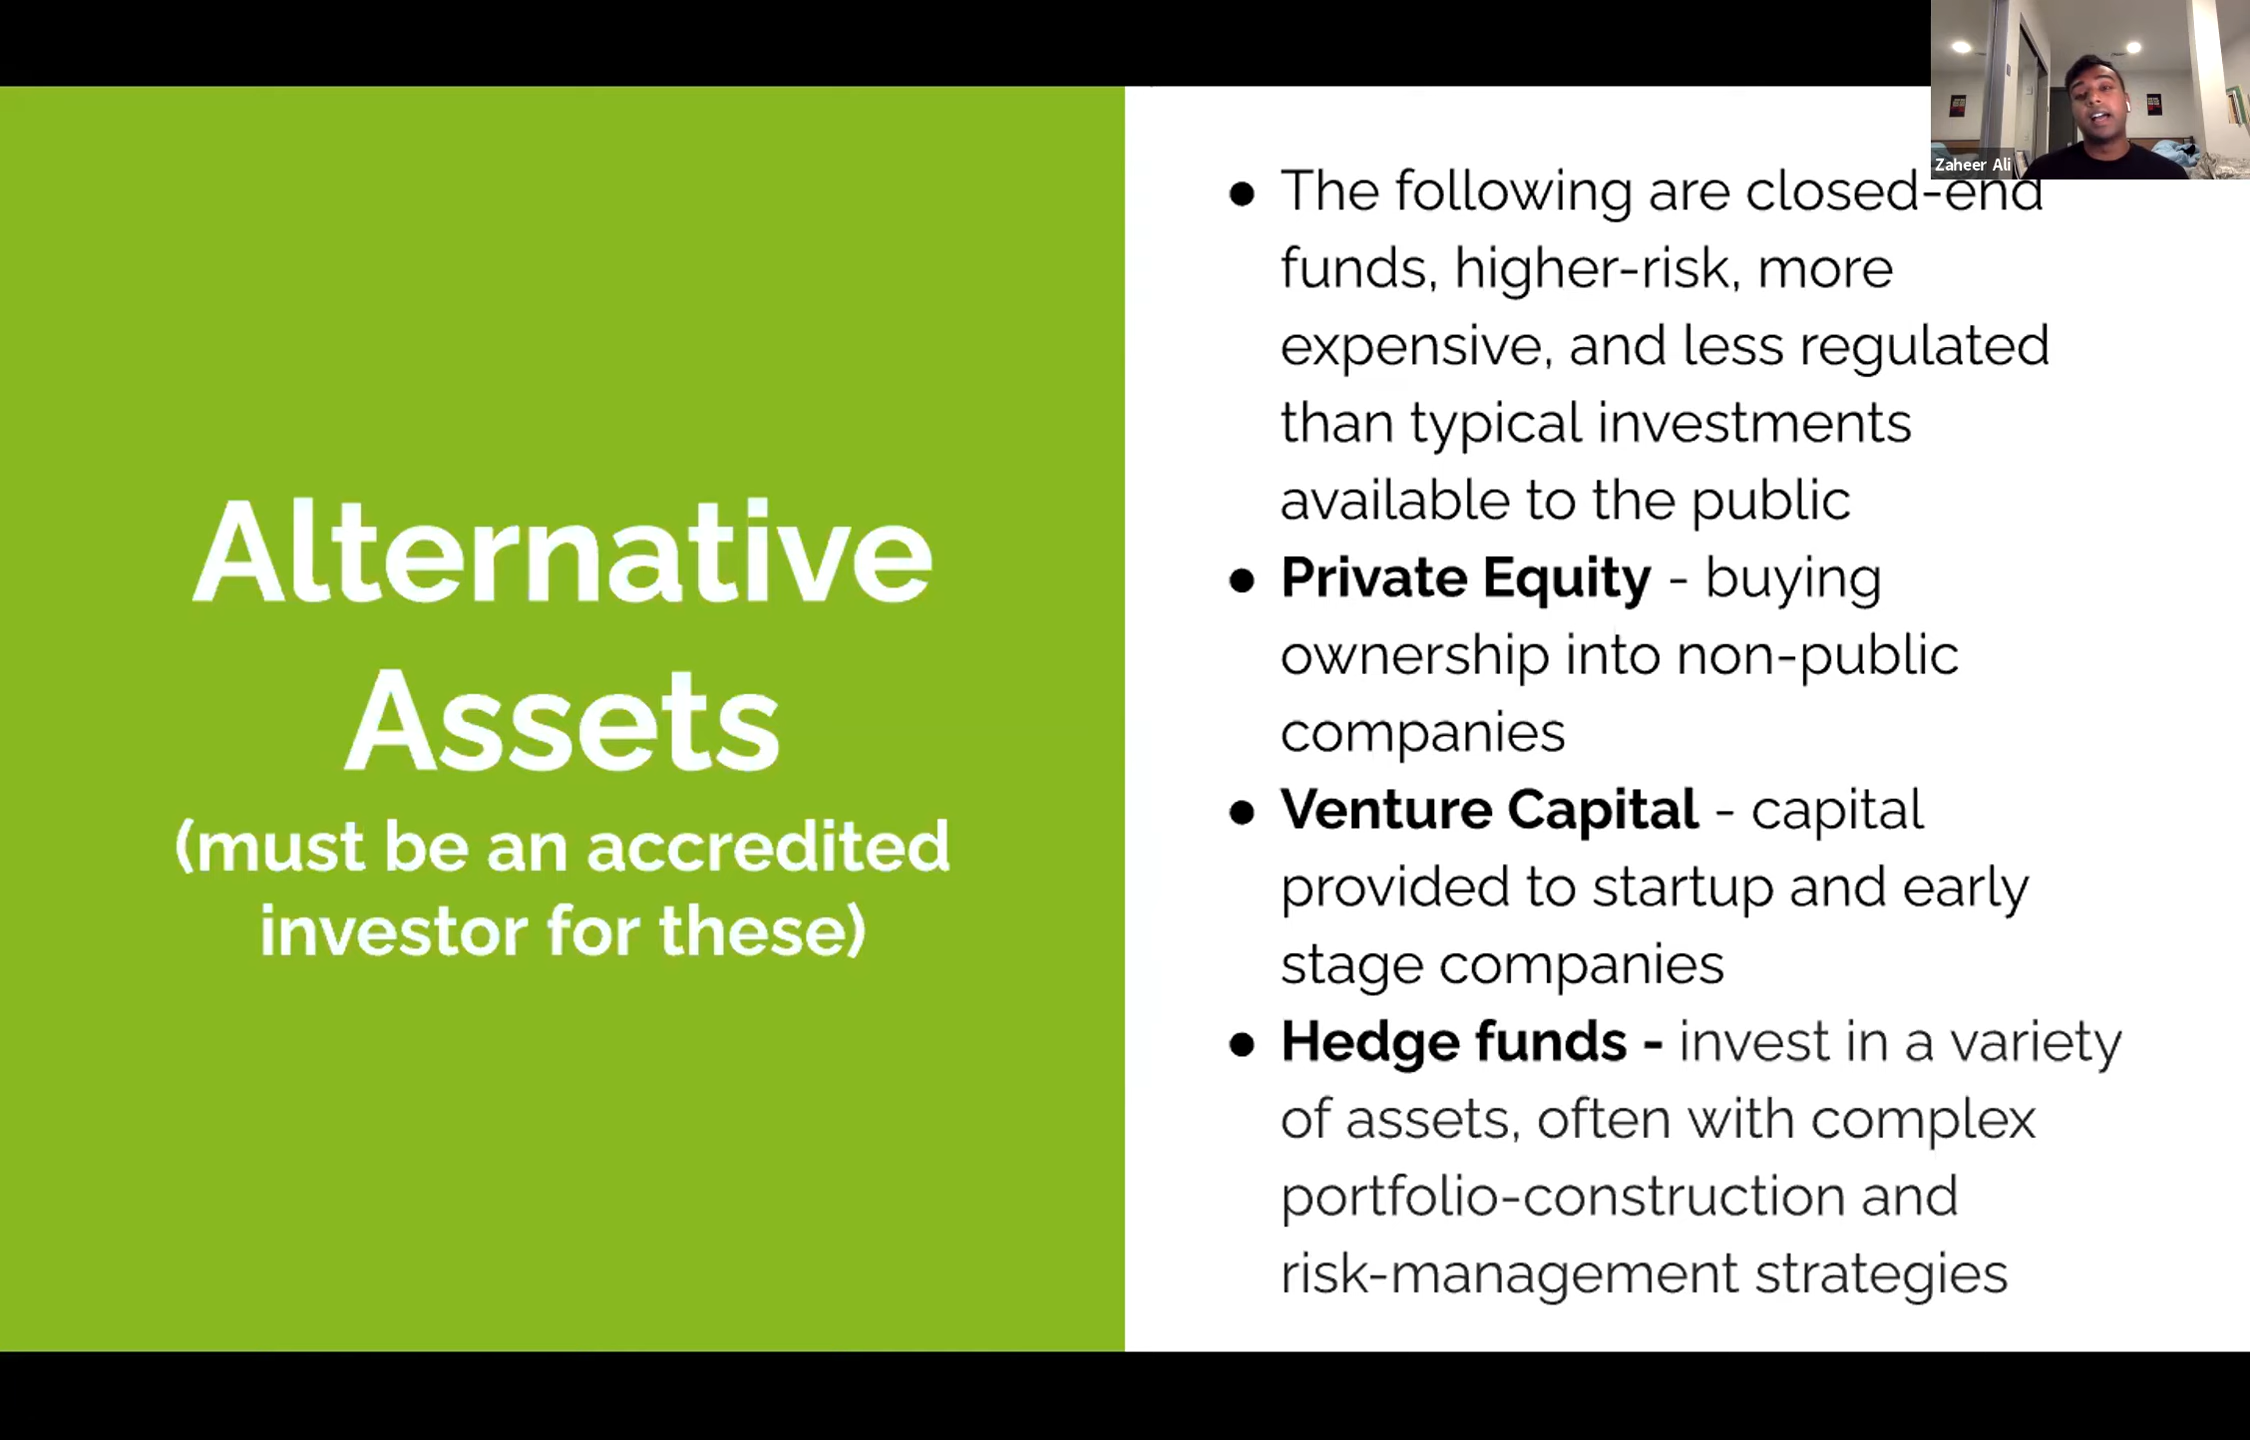 Zaheer Ali
Alternative
Assets
(must be an accredited
investor for these)
● The following are closed-end
funds, higher-risk, more
expensive, and less regulated
than typical investments
available to the public
● Private Equity - buying
ownership into non-public
companies
● Venture Capital - capital
provided to startup and early
stage companies
● Hedge funds - invest in a variety
of assets, often with complex
portfolio-construction and
risk-management strategies